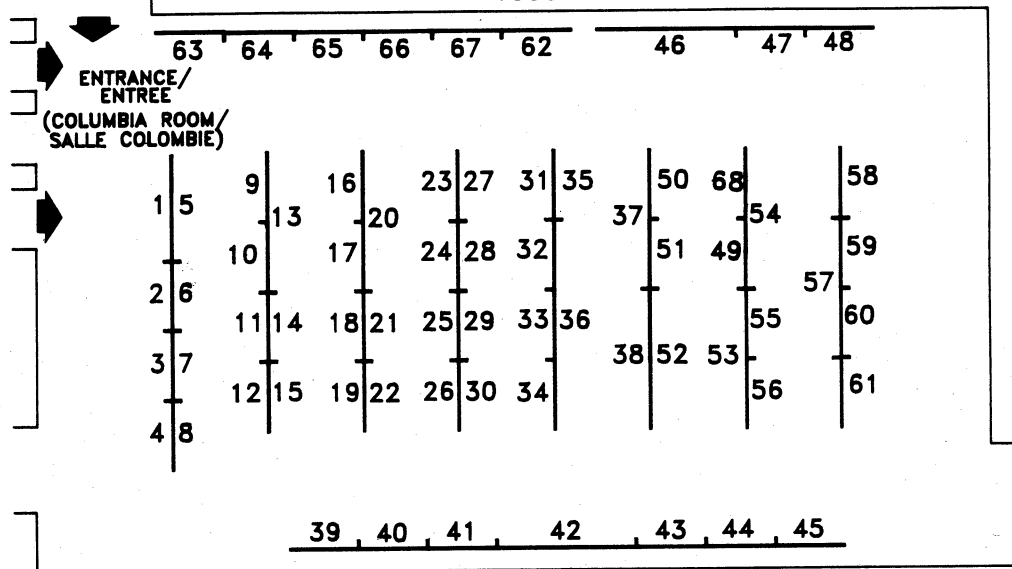 63 64 65 66 67 62 46 47 48
ENTRANCE/
ENTREE
(COLUMBIA ROOM/
SALLE COLOMBIE)
9 16 23 27 31 35 50 68 58
1 5 13 20 37 54
10 17 24 28 32 51 49 59
2 6 57
11 14 18 21 25 29 33 36 55 60
3 7 38 52 53
12 15 19 22 26 30 34 56 61
4 8
39 40 41 42 43 44 45